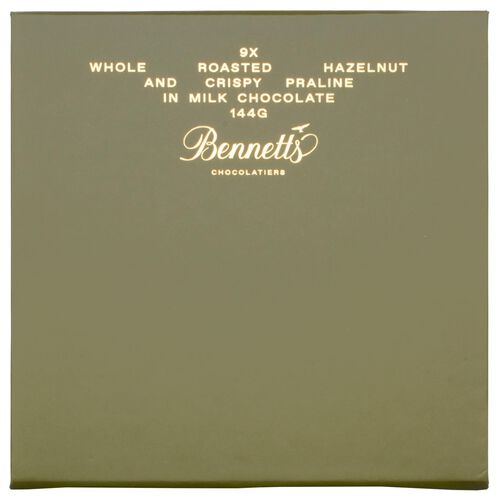 9X
WHOLE ROASTED HAZELNUT
AND CRISPY PRALINE
IN MILK CHOCOLATE
144G
Bennetts
CHOCOLATIERS